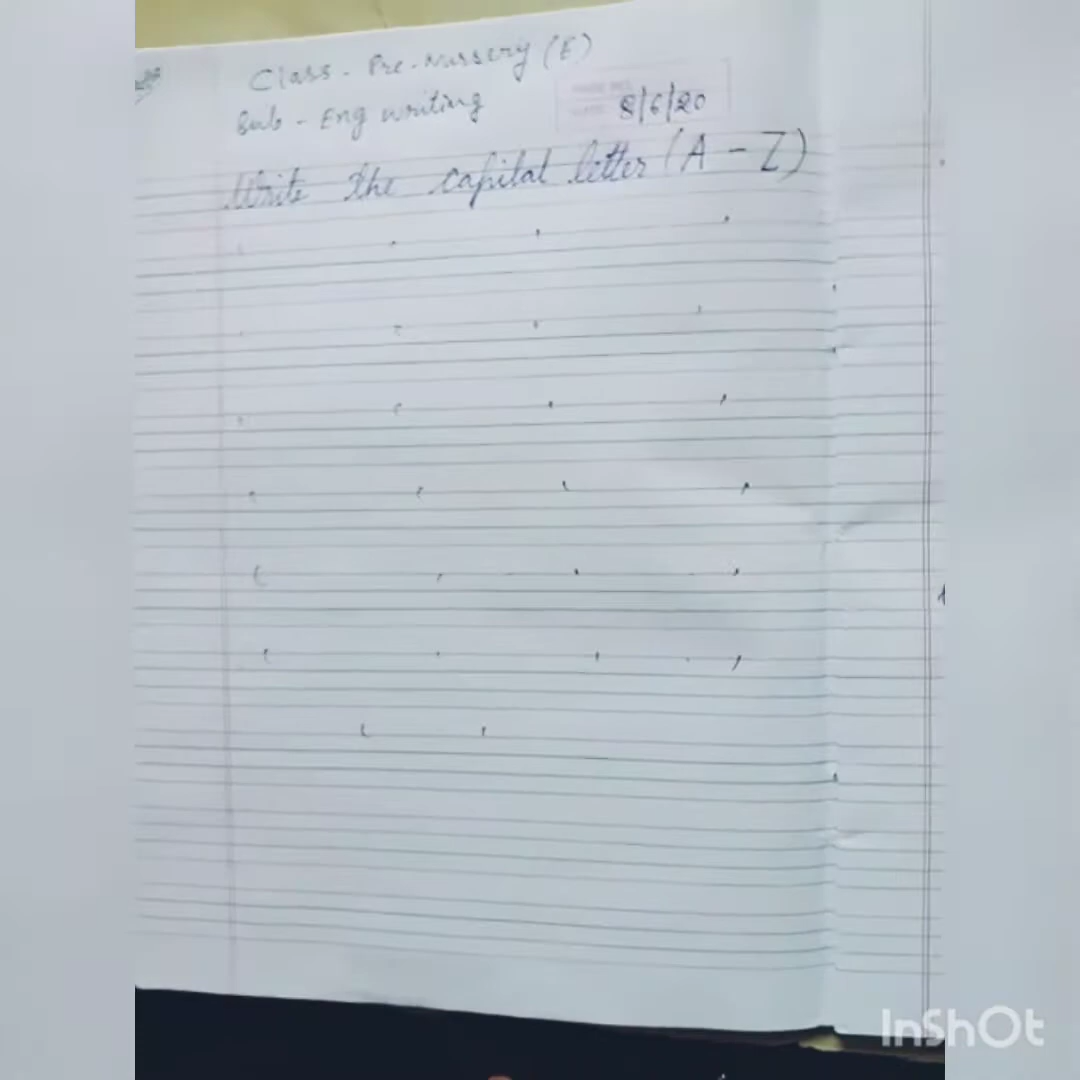 Class - Pre-Nursery (E)
Sub - Eng writing
8/6/20
Write the capital letter (A - Z)
InShOt